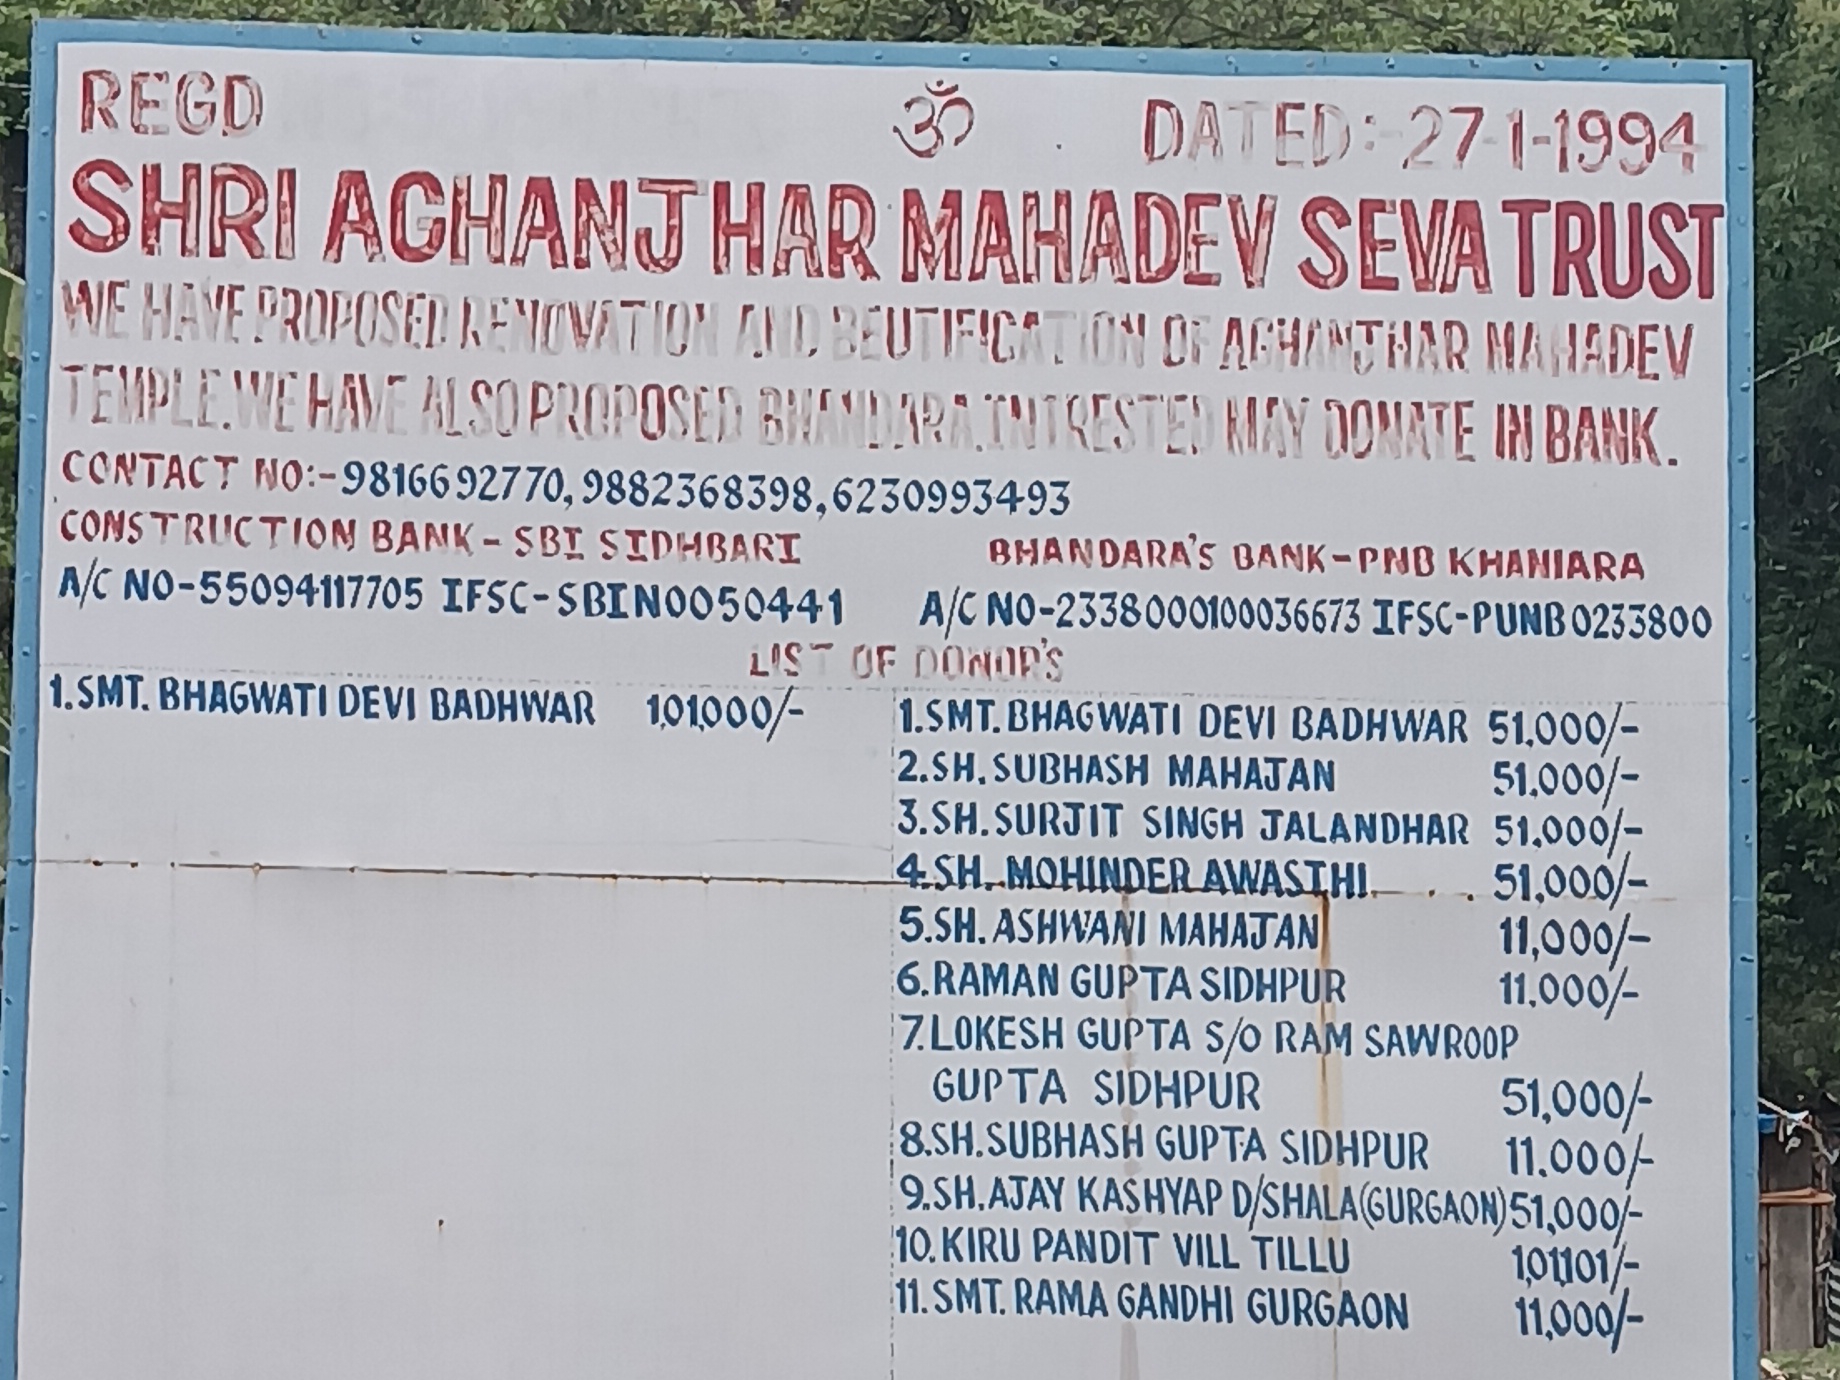 REGD ॐ DATED:-27-1-1994
SHRI AGHANJHAR MAHADEV SEVA TRUST
WE HAVE PROPOSED RENOVATION AND BEUTIFICATION OF AGHANJHAR MAHADEV
TEMPLE.WE HAVE ALSO PROPOSED BHANDARA.INTRESTED MAY DONATE IN BANK.
CONTACT NO:-9816692770,9882368398,6230993493
CONSTRUCTION BANK-SBI SIDHBARI
A/C NO-55094117705 IFSC-SBIN0050441
BHANDARA'S BANK-PNB KHANIARA
A/C NO-2338000100036673 IFSC-PUNB0233800
LIST OF DONOR'S
1.SMT. BHAGWATI DEVI BADHWAR 1,01,000/-
1.SMT.BHAGWATI DEVI BADHWAR 51,000/-
2.SH.SUBHASH MAHAJAN 51,000/-
3.SH.SURJIT SINGH JALANDHAR 51,000/-
4.SH. MOHINDER AWASTHI 51,000/-
5.SH. ASHWANI MAHAJAN 11,000/-
6.RAMAN GUPTA SIDHPUR 11,000/-
7.LOKESH GUPTA S/O RAM SAWROOP
GUPTA SIDHPUR 51,000/-
8.SH.SUBHASH GUPTA SIDHPUR 11.000/-
9.SH.AJAY KASHYAP D/SHALA(GURGAON) 51,000/-
10.KIRU PANDIT VILL TILLU 1,01,101/-
11.SMT. RAMA GANDHI GURGAON 11,000/-